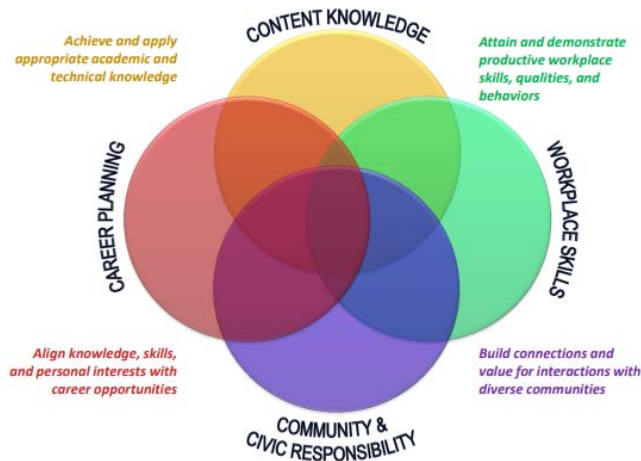 CONTENT KNOWLEDGE
Achieve and apply
appropriate academic and
technical knowledge
Attain and demonstrate
productive workplace
skills, qualities, and
behaviors
CAREER PLANNING
WORKPLACE SKILLS
Align knowledge, skills,
and personal interests with
career opportunities
Build connections and
value for interactions with
diverse communities
COMMUNITY &
CIVIC RESPONSIBILITY